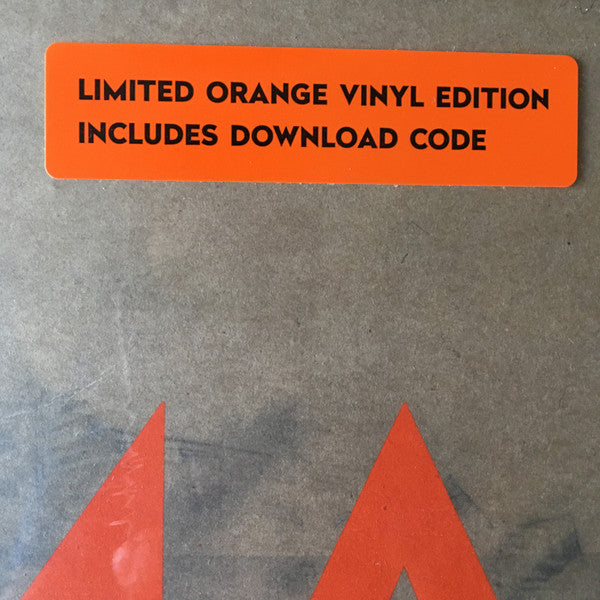 LIMITED ORANGE VINYL EDITION
INCLUDES DOWNLOAD CODE